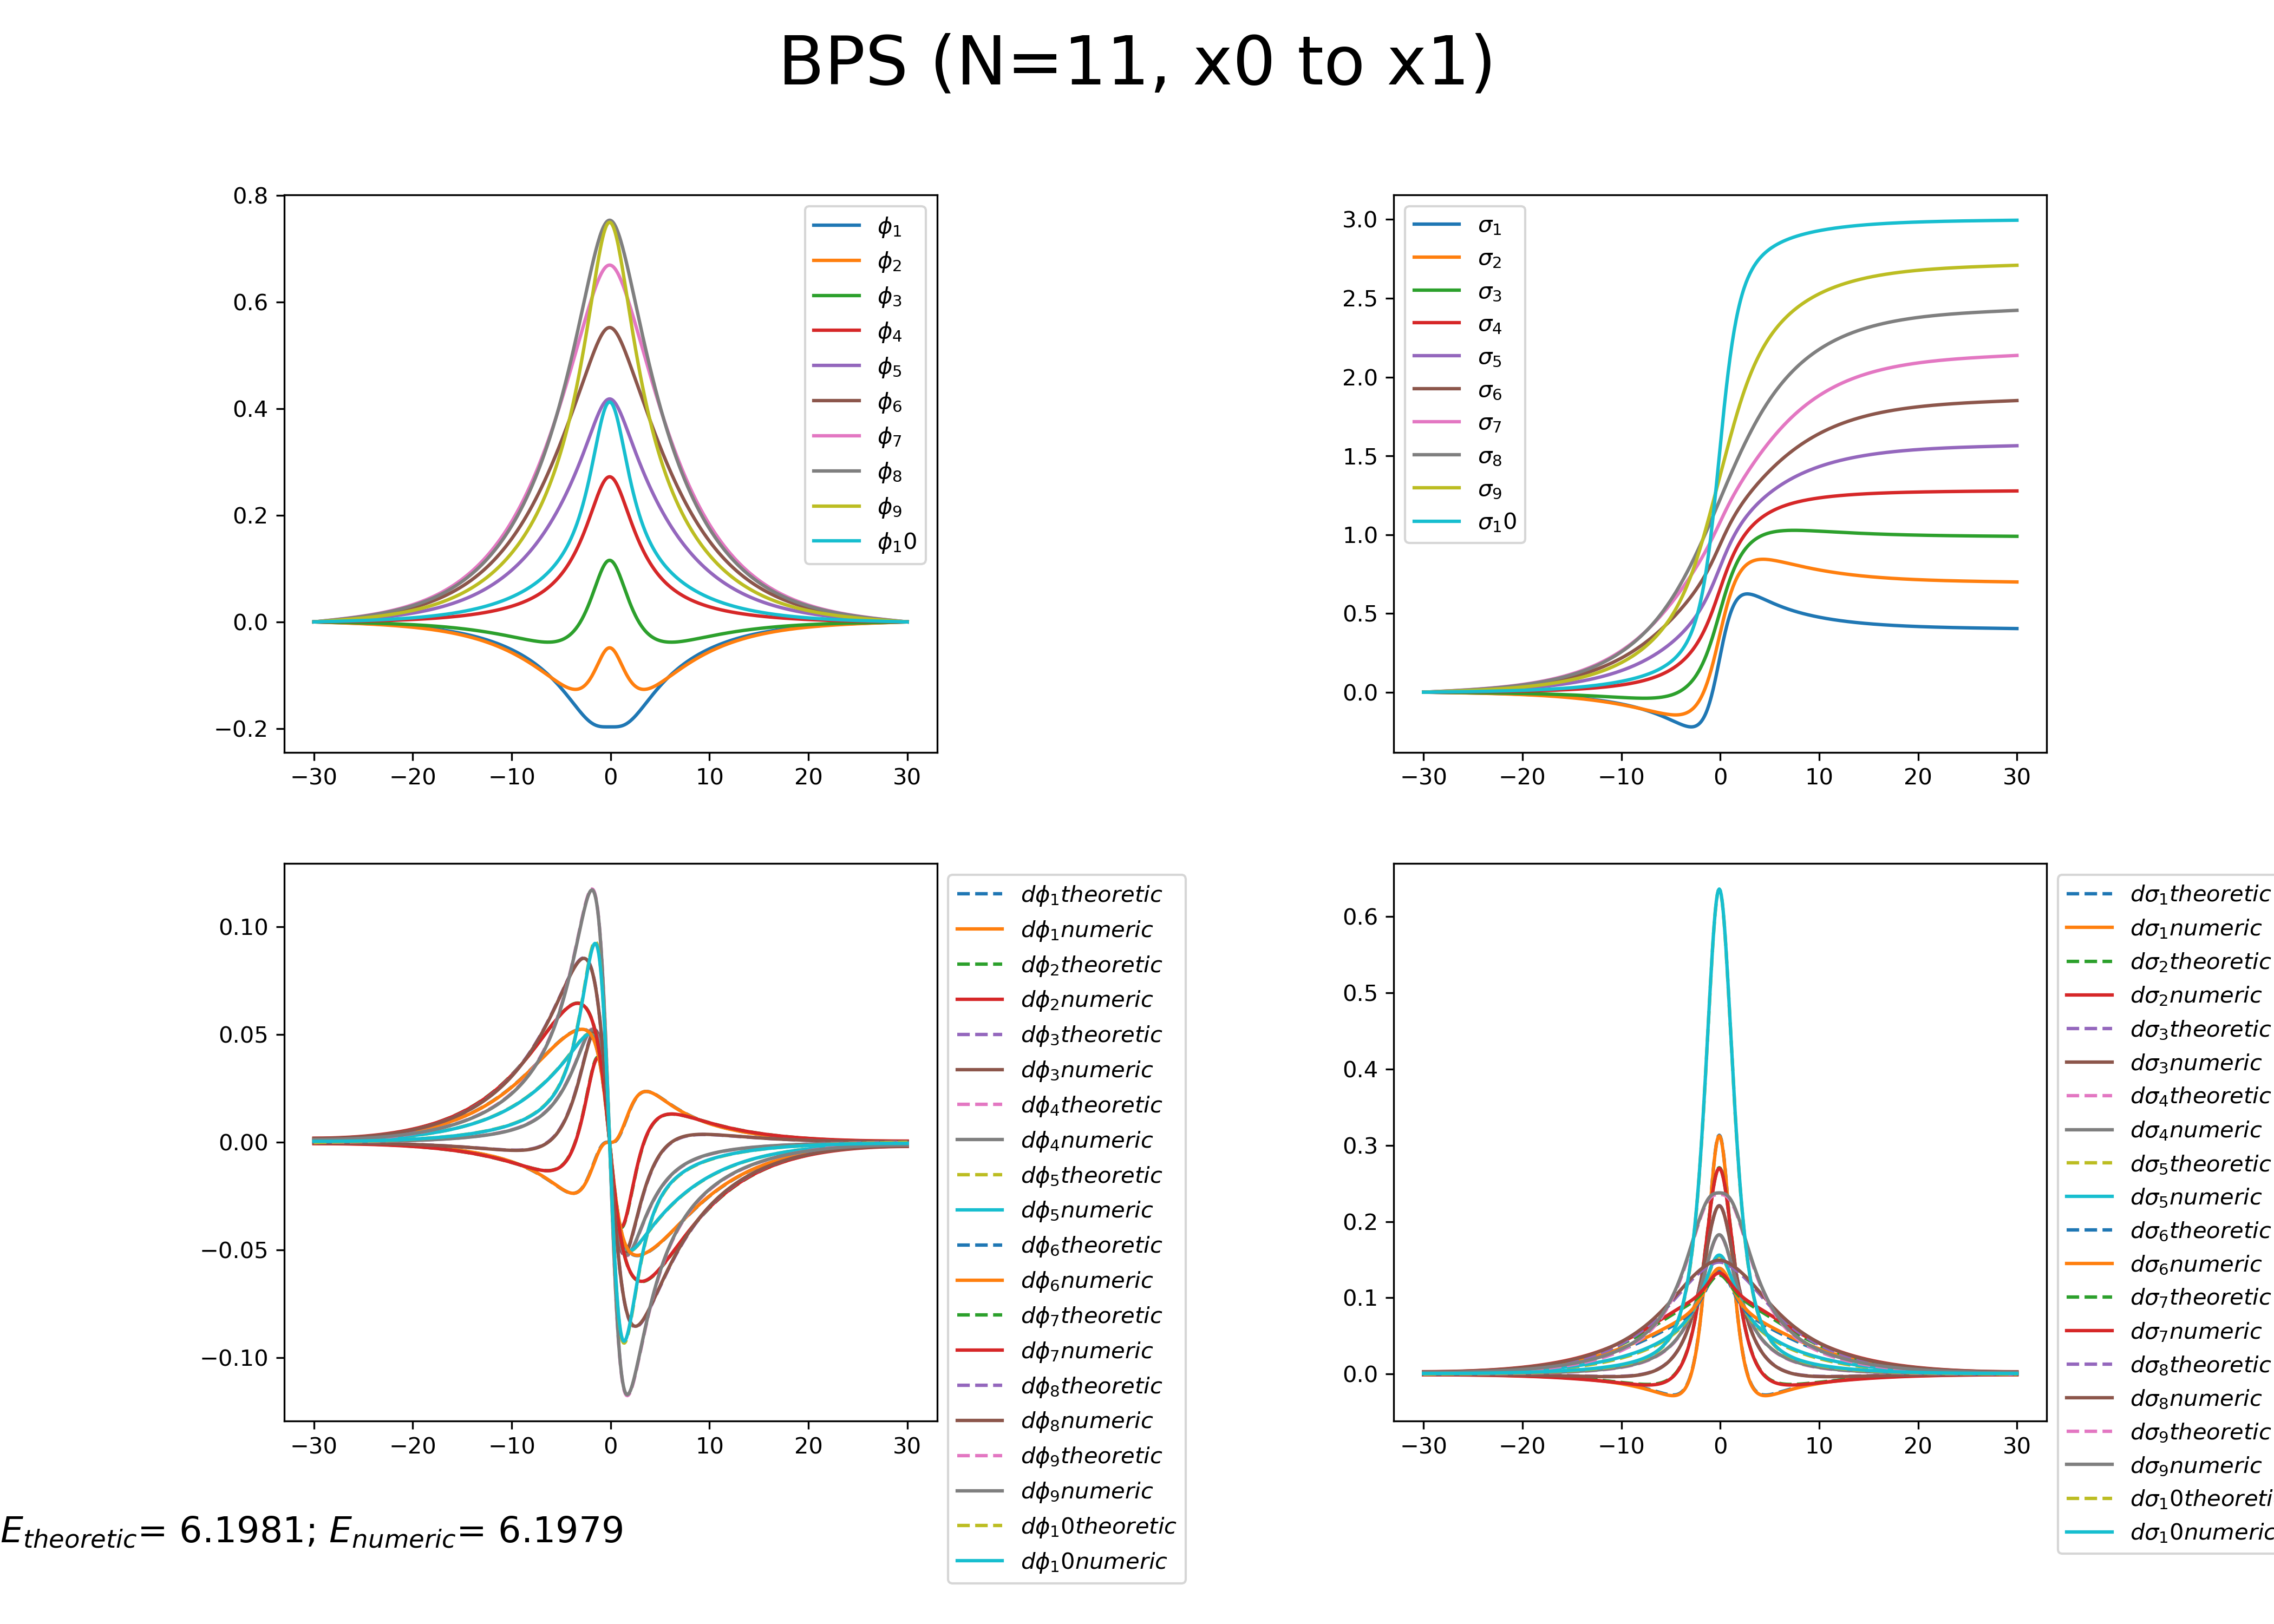 BPS (N=11, x0 to x1)
0.8
0.6
0.4
0.2
0.0
−0.2
−30 −20 −10 0 10 20 30
ϕ₁
ϕ₂
ϕ₃
ϕ₄
ϕ₅
ϕ₆
ϕ₇
ϕ₈
ϕ₉
ϕ₁0
3.0
2.5
2.0
1.5
1.0
0.5
0.0
−30 −20 −10 0 10 20 30
σ₁
σ₂
σ₃
σ₄
σ₅
σ₆
σ₇
σ₈
σ₉
σ₁0
0.10
0.05
0.00
−0.05
−0.10
−30 −20 −10 0 10 20 30
dϕ₁theoretic
dϕ₁numeric
dϕ₂theoretic
dϕ₂numeric
dϕ₃theoretic
dϕ₃numeric
dϕ₄theoretic
dϕ₄numeric
dϕ₅theoretic
dϕ₅numeric
dϕ₆theoretic
dϕ₆numeric
dϕ₇theoretic
dϕ₇numeric
dϕ₈theoretic
dϕ₈numeric
dϕ₉theoretic
dϕ₉numeric
dϕ₁0theoretic
dϕ₁0numeric
0.6
0.5
0.4
0.3
0.2
0.1
0.0
−30 −20 −10 0 10 20 30
dσ₁theoretic
dσ₁numeric
dσ₂theoretic
dσ₂numeric
dσ₃theoretic
dσ₃numeric
dσ₄theoretic
dσ₄numeric
dσ₅theoretic
dσ₅numeric
dσ₆theoretic
dσ₆numeric
dσ₇theoretic
dσ₇numeric
dσ₈theoretic
dσ₈numeric
dσ₉theoretic
dσ₉numeric
dσ₁0theoreti
dσ₁0numeric
E_theoretic= 6.1981; E_numeric= 6.1979